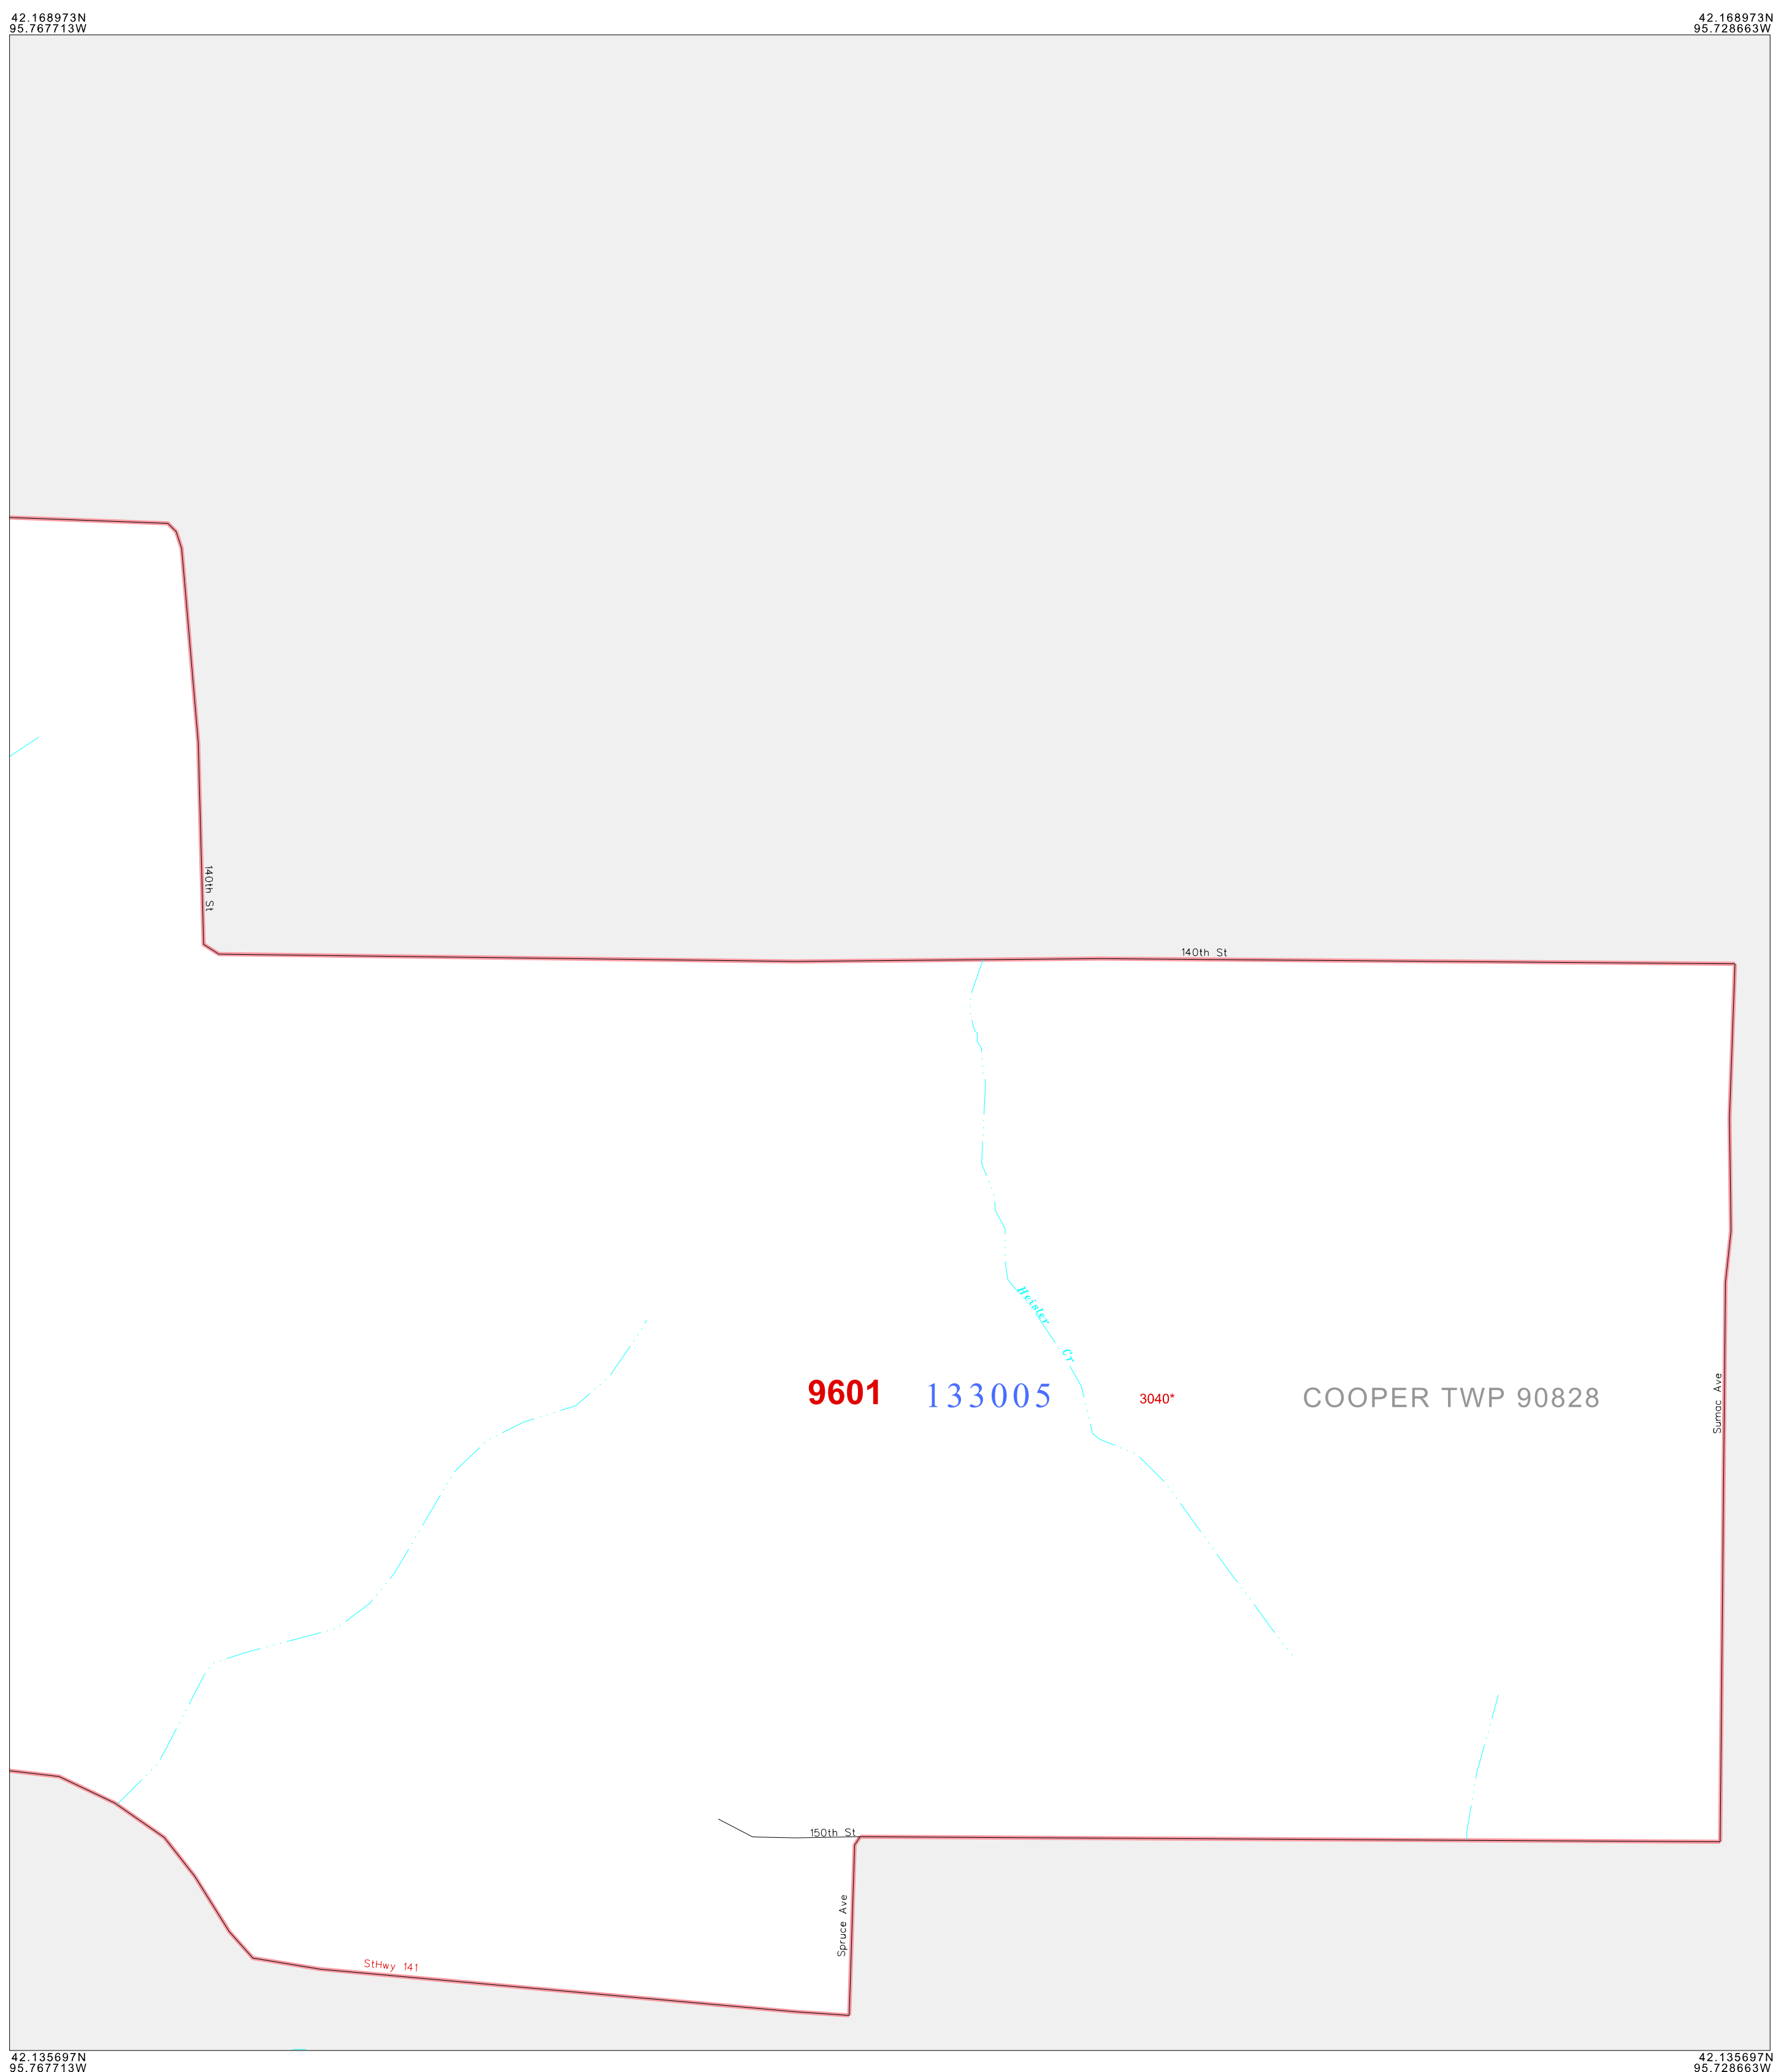 42.168973N
95.767713W
42.168973N
95.728663W
140th St
140th St
Heister Cr
9601
133005
3040*
COOPER TWP 90828
Sumac Ave
150th St
Spruce Ave
StHwy 141
42.135697N
95.767713W
42.135697N
95.728663W